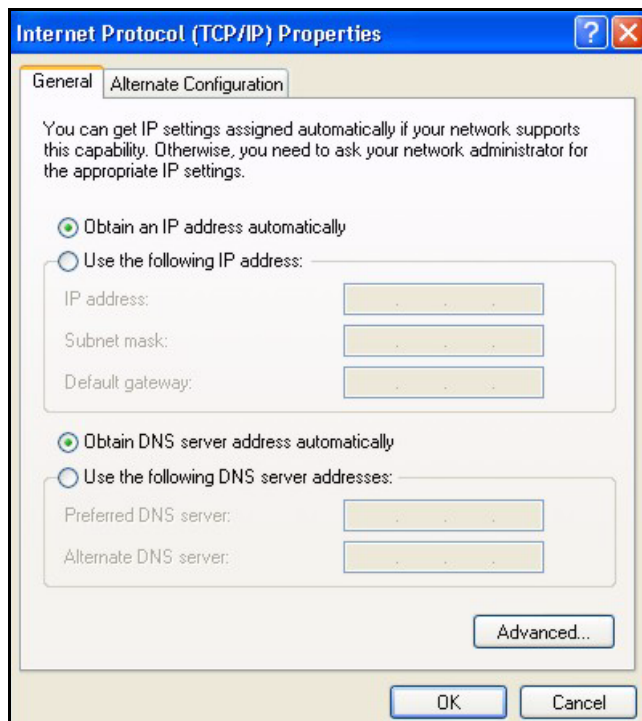 Internet Protocol (TCP/IP) Properties
General
Alternate Configuration
You can get IP settings assigned automatically if your network supports
this capability. Otherwise, you need to ask your network administrator for
the appropriate IP settings.
Obtain an IP address automatically
Use the following IP address:
IP address:
Subnet mask:
Default gateway:
Obtain DNS server address automatically
Use the following DNS server addresses:
Preferred DNS server:
Alternate DNS server:
Advanced...
OK
Cancel